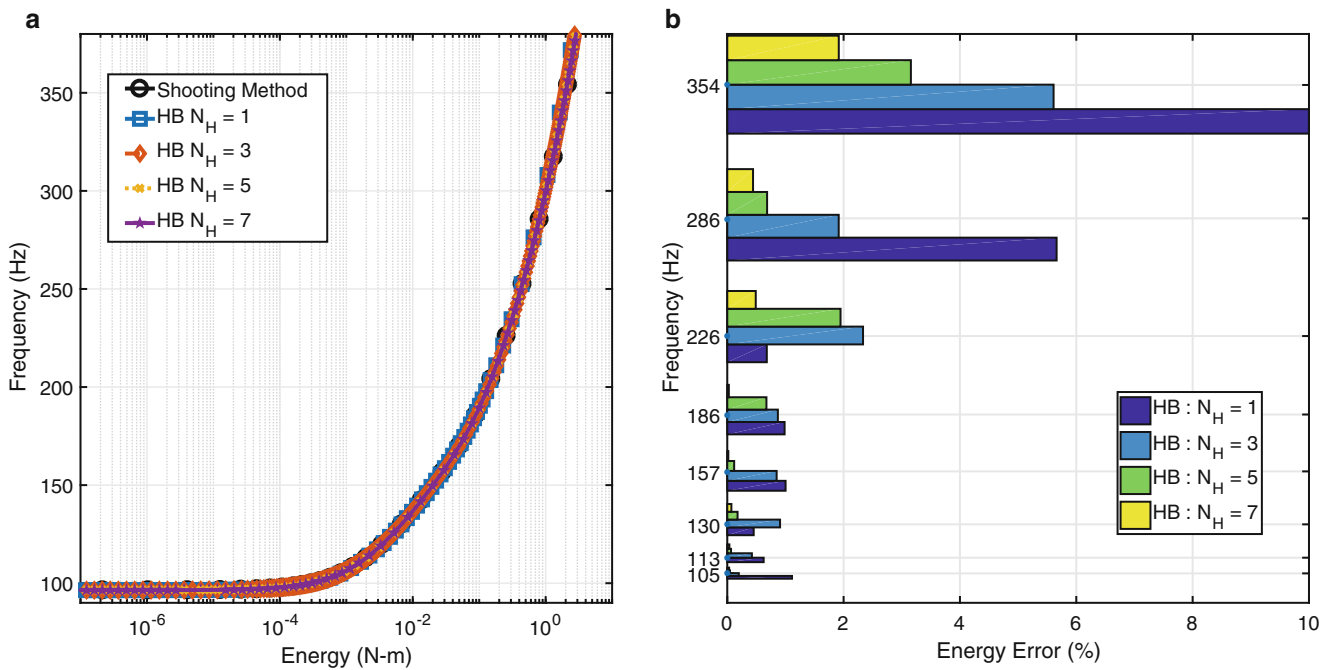 a
350
300
250
200
150
100
Frequency (Hz)
10^-6
10^-4
10^-2
10^0
Energy (N-m)
Shooting Method
HB N_H = 1
HB N_H = 3
HB N_H = 5
HB N_H = 7
b
354
286
226
186
157
130
113
105
Frequency (Hz)
0 2 4 6 8 10
Energy Error (%)
HB : N_H = 1
HB : N_H = 3
HB : N_H = 5
HB : N_H = 7